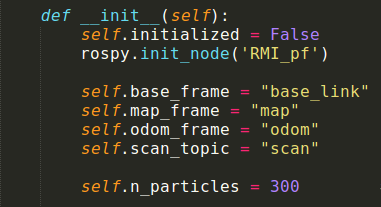 def __init__(self):
self.initialized = False
rospy.init_node('RMI_pf')
self.base_frame = "base_link"
self.map_frame = "map"
self.odom_frame = "odom"
self.scan_topic = "scan"
self.n_particles = 300